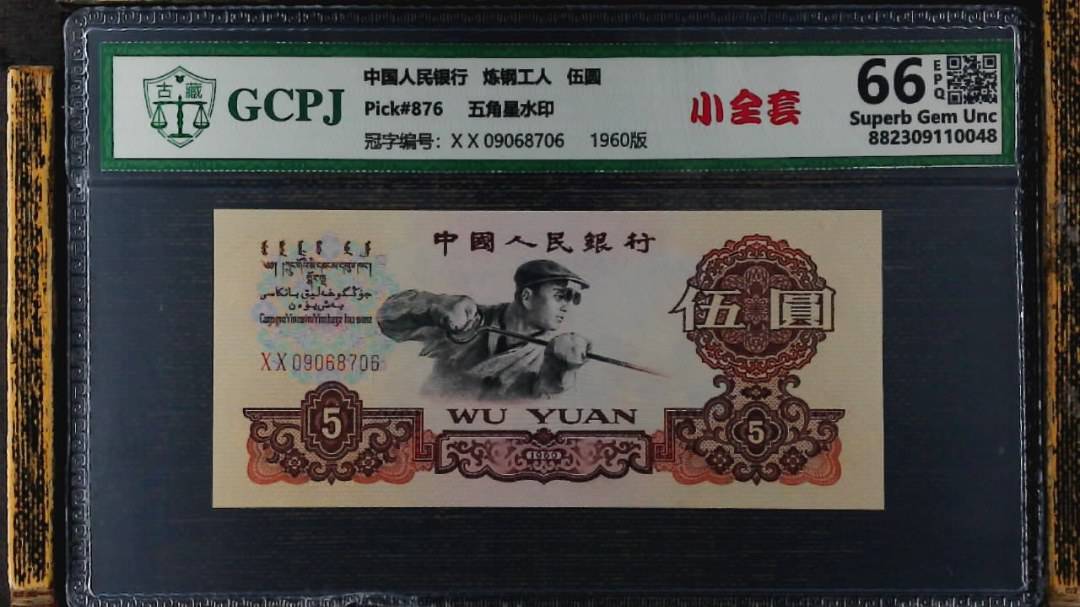 古藏
GCPJ
中国人民银行 炼钢工人 伍圆
Pick#876 五角星水印
冠字编号：X X 09068706 1960版
小全套
66 EPQ
Superb Gem Unc
882309110048
中國人民銀行
伍圓
X X 09068706
5
WU YUAN
1960
5